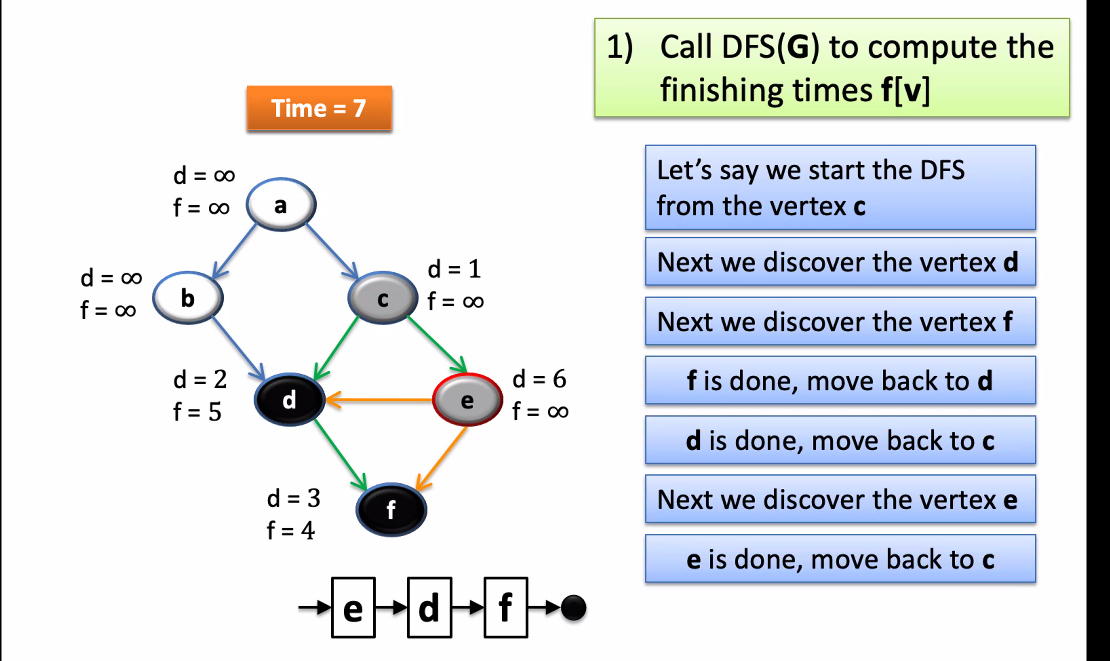 1) Call DFS(G) to compute the
finishing times f[v]
Time = 7
Let’s say we start the DFS
from the vertex c
Next we discover the vertex d
Next we discover the vertex f
f is done, move back to d
d is done, move back to c
Next we discover the vertex e
e is done, move back to c
d = ∞
f = ∞
a
d = ∞
f = ∞
b
c
d = 1
f = ∞
d = 2
f = 5
d
e
d = 6
f = ∞
d = 3
f = 4
f
e d f